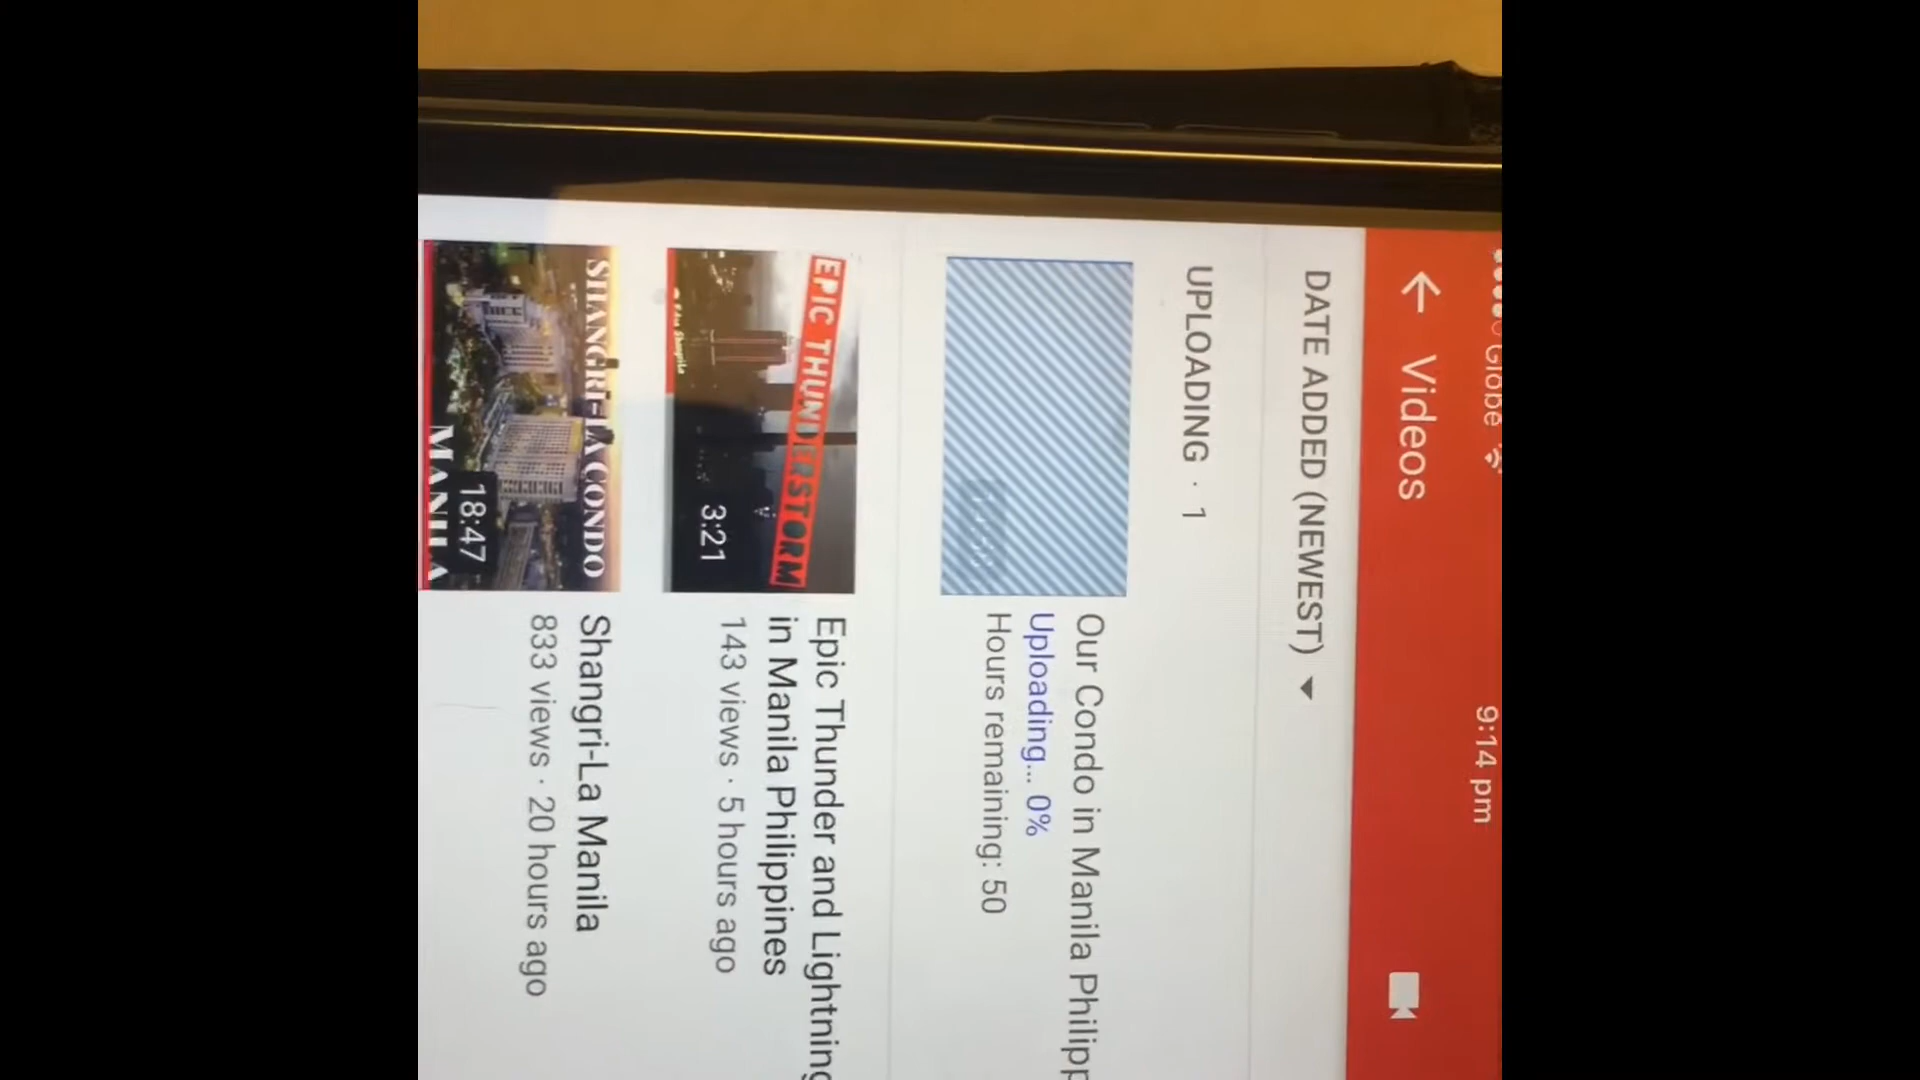 Globe
9:14 pm
Videos
DATE ADDED (NEWEST)
UPLOADING · 1
Our Condo in Manila Philipp
Uploading... 0%
Hours remaining: 50
EPIC THUNDERSTORM
3:21
Epic Thunder and Lightning
in Manila Philippines
143 views · 5 hours ago
SHANGRI-LA CONDO
MANILA
18:47
Shangri-La Manila
833 views · 20 hours ago